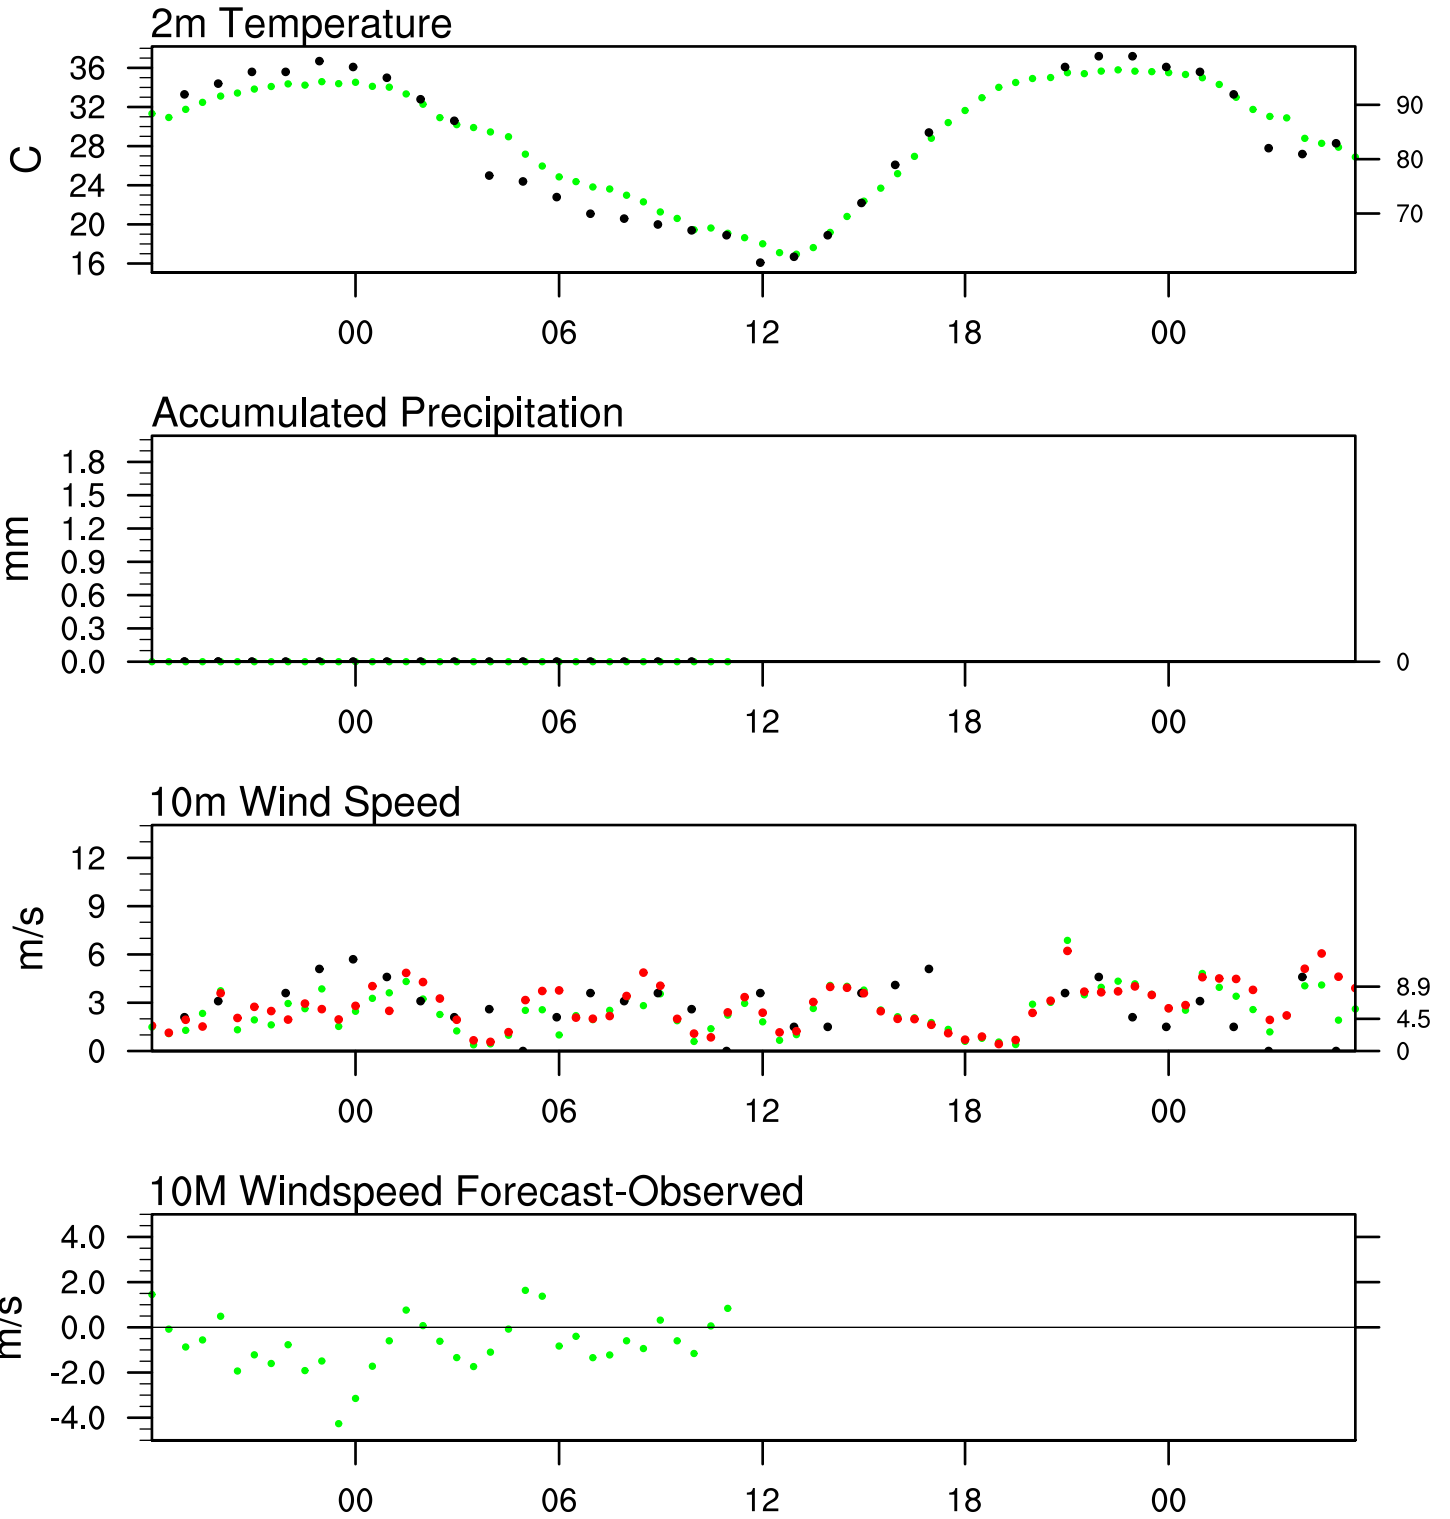 2m Temperature
36
32
28
24
20
16
C
90
80
70
00 06 12 18 00
Accumulated Precipitation
1.8
1.5
1.2
0.9
0.6
0.3
0.0
mm
0
00 06 12 18 00
10m Wind Speed
12
9
6
3
0
m/s
8.9
4.5
0
00 06 12 18 00
10M Windspeed Forecast-Observed
4.0
2.0
0.0
-2.0
-4.0
m/s
00 06 12 18 00